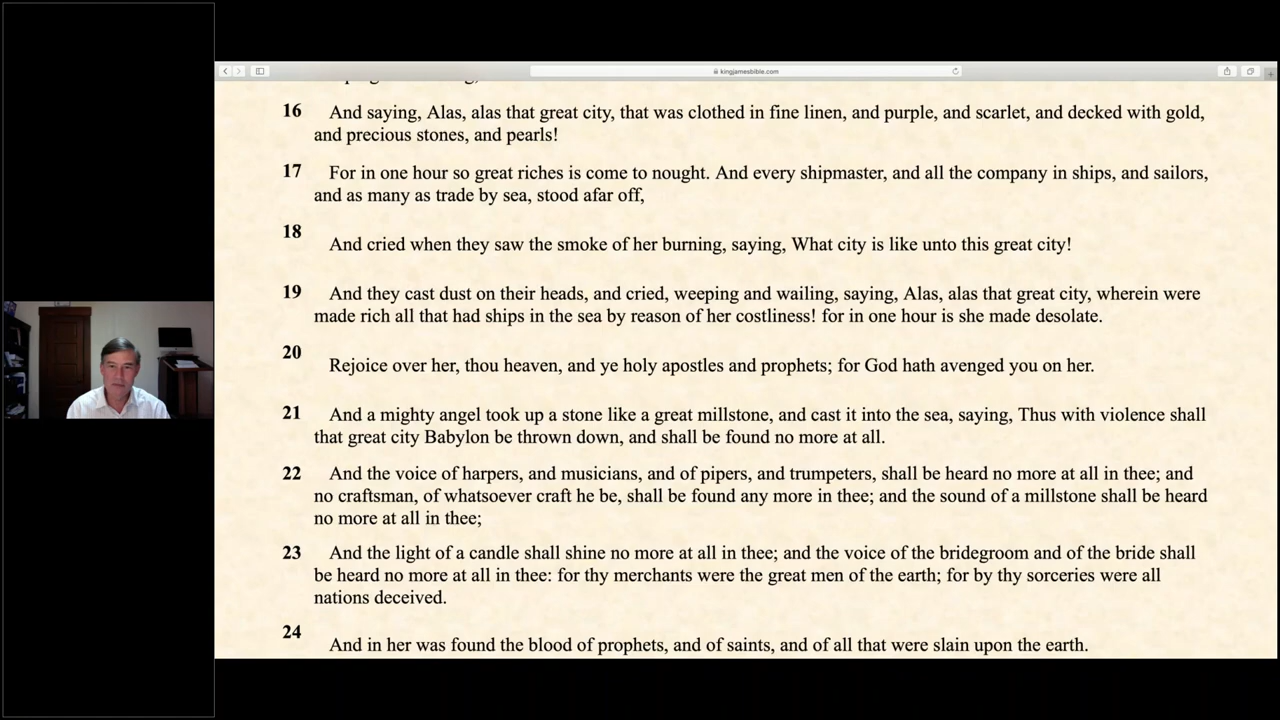 kingjamesbible.com
16 And saying, Alas, alas that great city, that was clothed in fine linen, and purple, and scarlet, and decked with gold,
and precious stones, and pearls!
17 For in one hour so great riches is come to nought. And every shipmaster, and all the company in ships, and sailors,
and as many as trade by sea, stood afar off,
18 And cried when they saw the smoke of her burning, saying, What city is like unto this great city!
19 And they cast dust on their heads, and cried, weeping and wailing, saying, Alas, alas that great city, wherein were
made rich all that had ships in the sea by reason of her costliness! for in one hour is she made desolate.
20 Rejoice over her, thou heaven, and ye holy apostles and prophets; for God hath avenged you on her.
21 And a mighty angel took up a stone like a great millstone, and cast it into the sea, saying, Thus with violence shall
that great city Babylon be thrown down, and shall be found no more at all.
22 And the voice of harpers, and musicians, and of pipers, and trumpeters, shall be heard no more at all in thee; and
no craftsman, of whatsoever craft he be, shall be found any more in thee; and the sound of a millstone shall be heard
no more at all in thee;
23 And the light of a candle shall shine no more at all in thee; and the voice of the bridegroom and of the bride shall
be heard no more at all in thee: for thy merchants were the great men of the earth; for by thy sorceries were all
nations deceived.
24 And in her was found the blood of prophets, and of saints, and of all that were slain upon the earth.